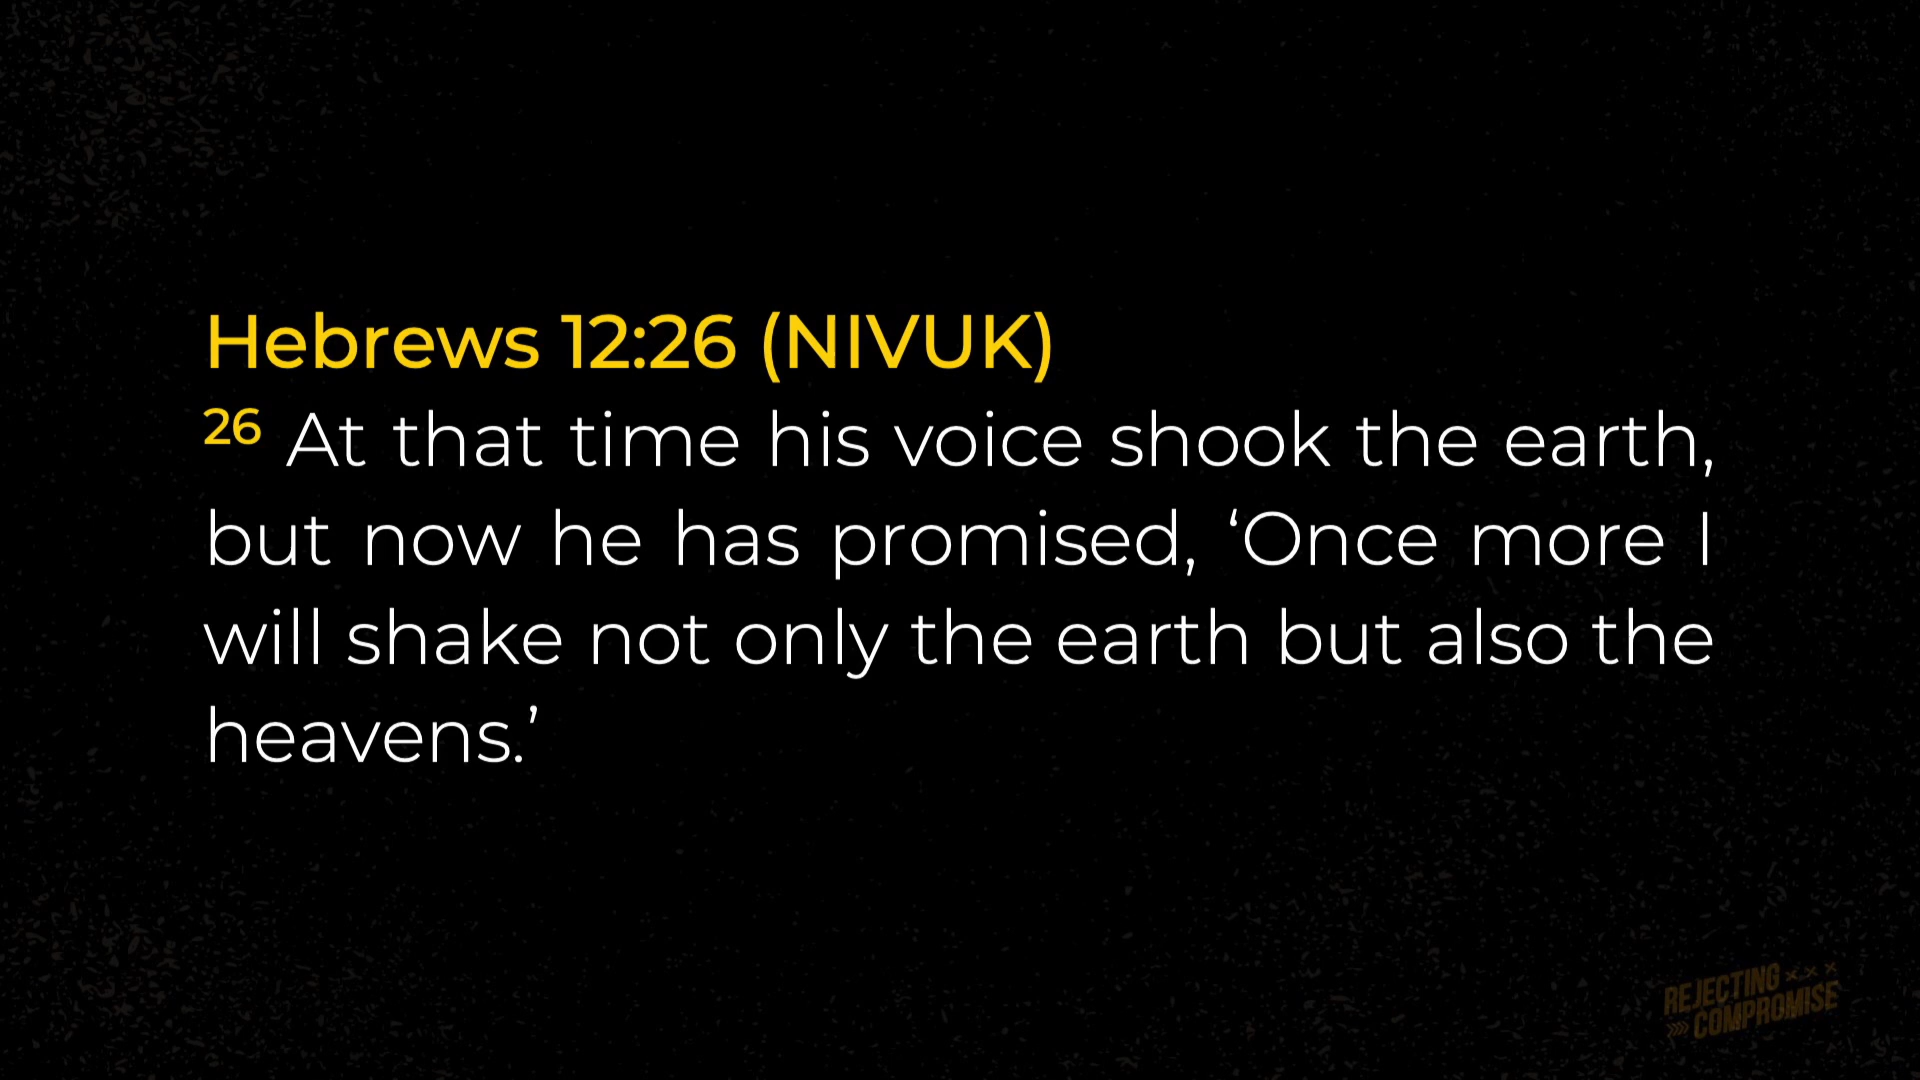 Hebrews 12:26 (NIVUK)
26 At that time his voice shook the earth,
but now he has promised, ‘Once more I
will shake not only the earth but also the
heavens.’
REJECTING
COMPROMISE